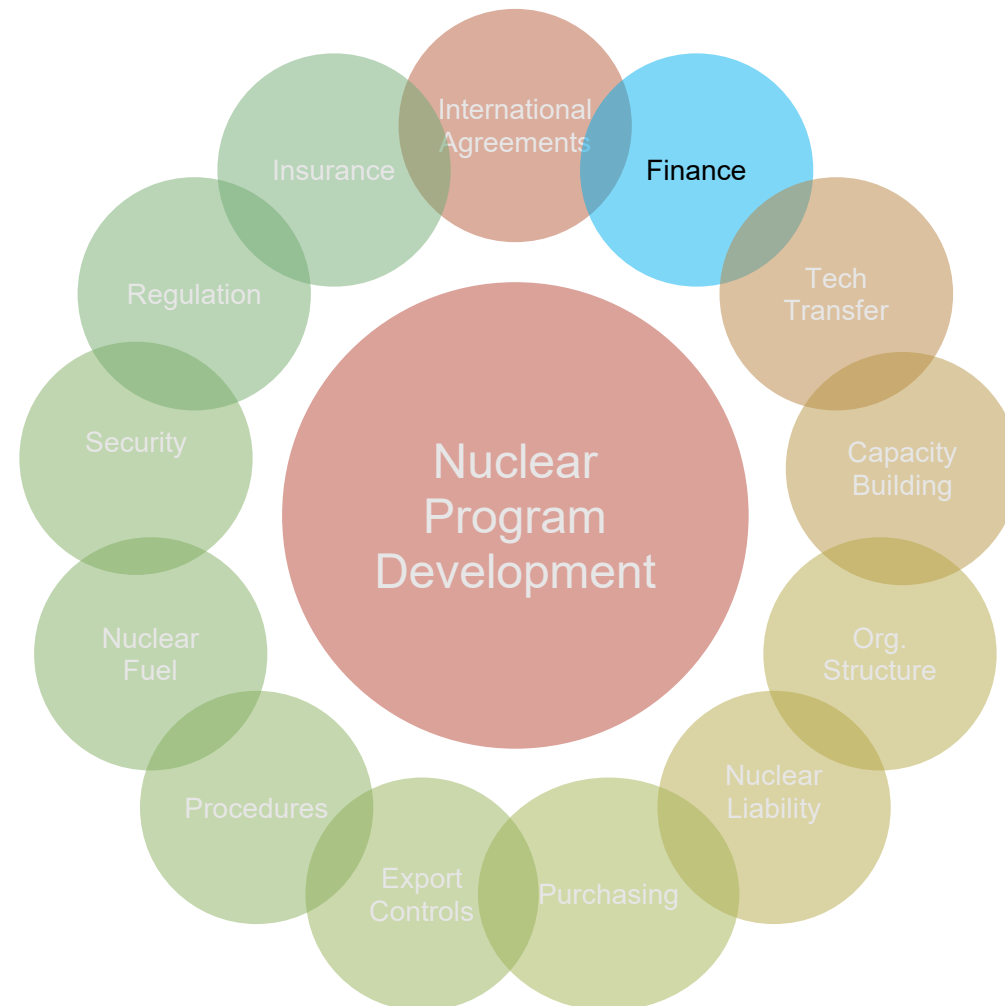 International
Agreements
Finance
Tech
Transfer
Capacity
Building
Org.
Structure
Nuclear
Liability
Purchasing
Export
Controls
Procedures
Nuclear
Fuel
Security
Regulation
Insurance
Nuclear
Program
Development